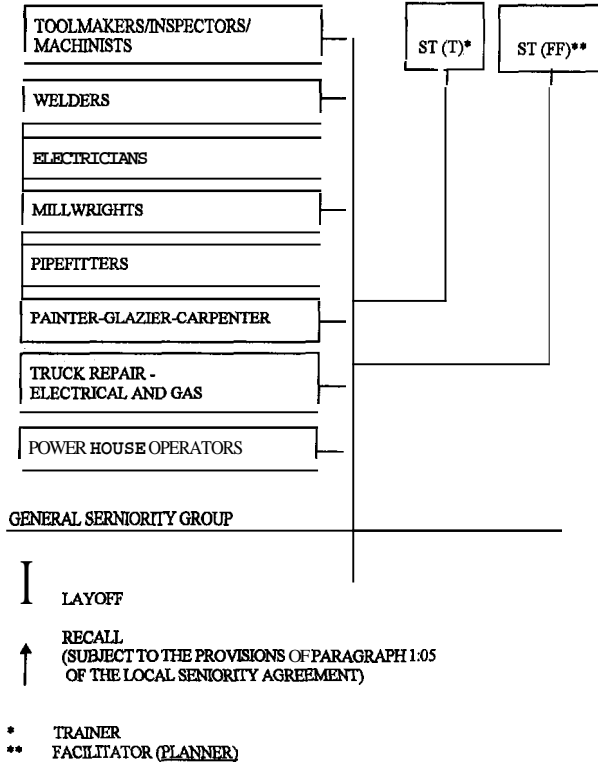 TOOLMAKERS/INSPECTORS/
MACHINISTS
ST (T)*
ST (FF)**
WELDERS
ELECTRICIANS
MILLWRIGHTS
PIPEFITTERS
PAINTER-GLAZIER-CARPENTER
TRUCK REPAIR -
ELECTRICAL AND GAS
POWER HOUSE OPERATORS
GENERAL SERNIORITY GROUP
LAYOFF
RECALL
(SUBJECT TO THE PROVISIONS OF PARAGRAPH 1:05
OF THE LOCAL SENIORITY AGREEMENT)
* TRAINER
** FACILITATOR (PLANNER)